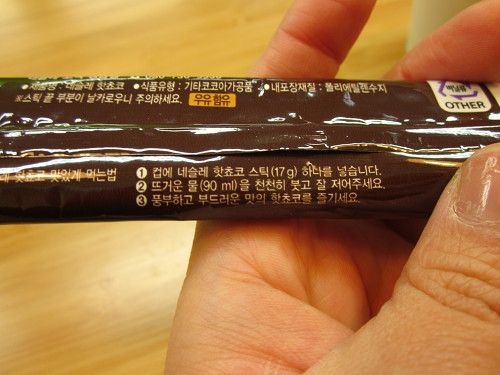 제품명 : 네슬레 핫초코 • 식품유형 : 기타코코아가공품 • 내포장재질 : 폴리에틸렌수지
※스틱 끝 부분이 날카로우니 주의하세요. 우유 함유
OTHER
핫쵸코 맛있게 먹는법
① 컵에 네슬레 핫쵸코 스틱(17g) 하나를 넣습니다.
② 뜨거운 물(90 ml)을 천천히 붓고 잘 저어주세요.
③ 풍부하고 부드러운 맛의 핫쵸코를 즐기세요.